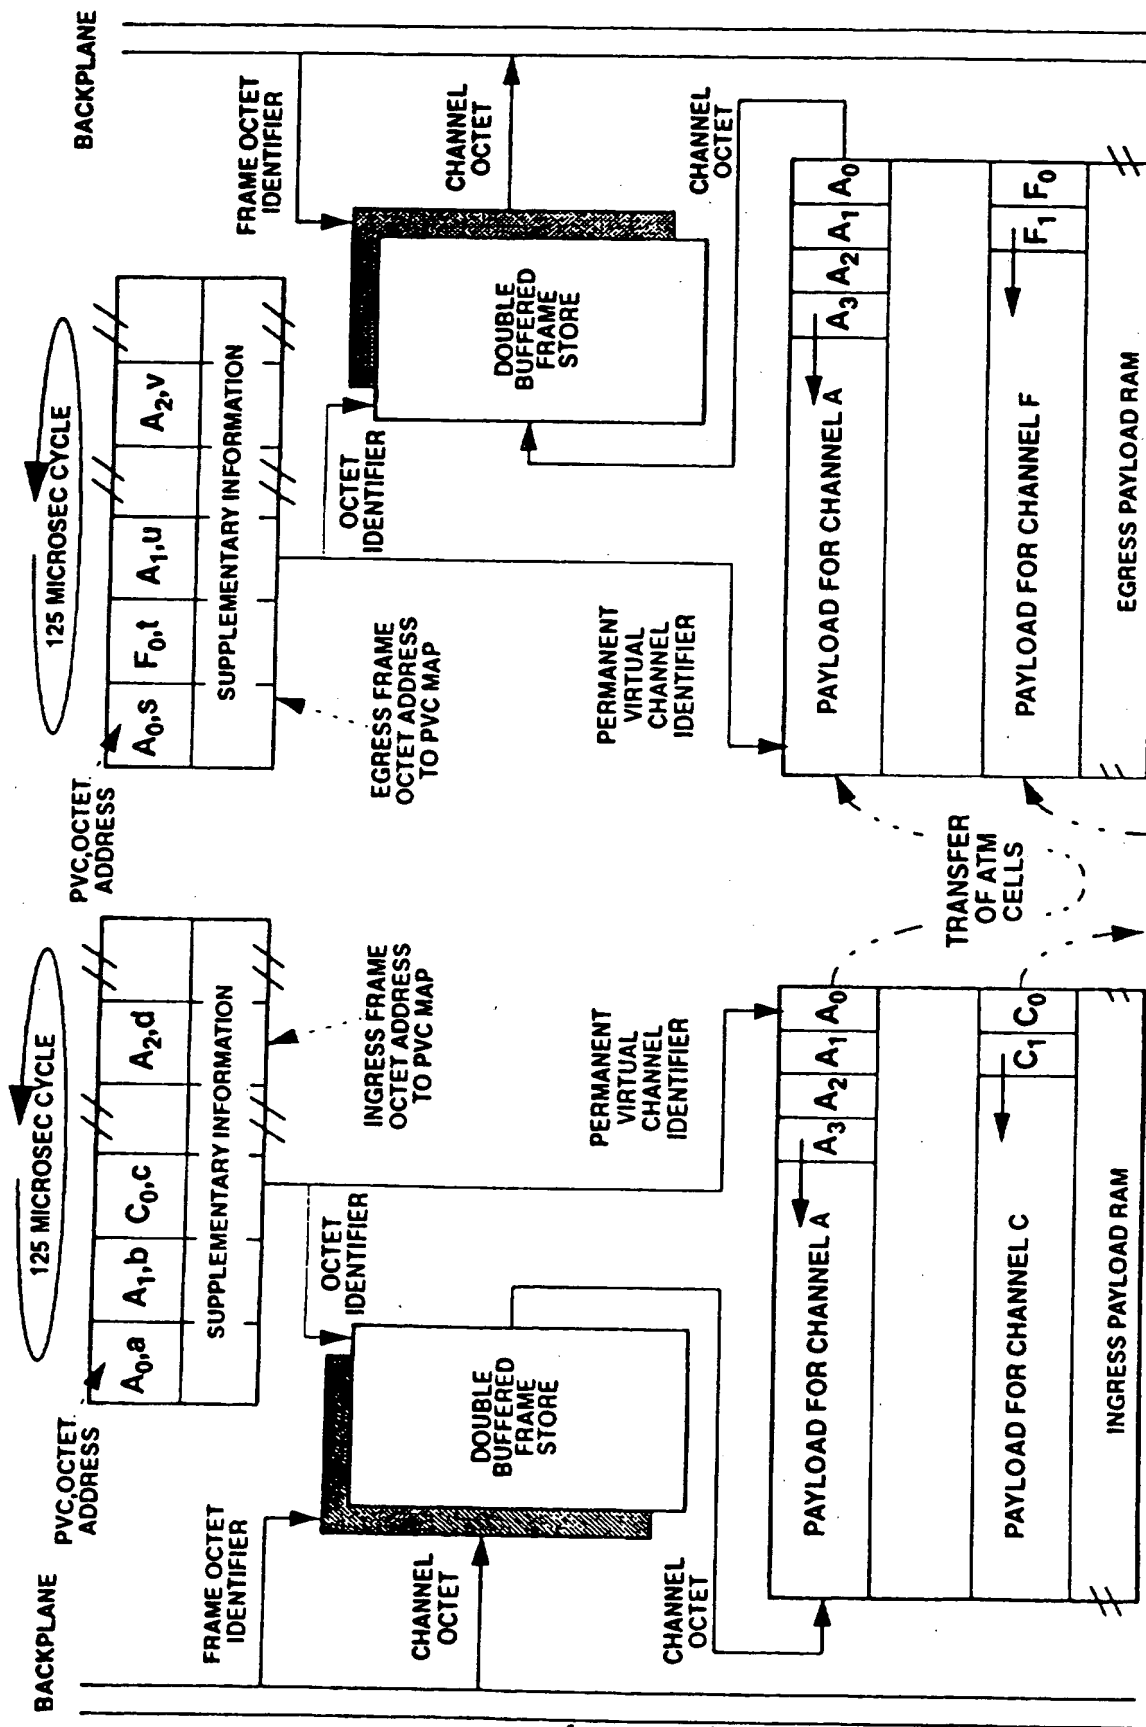 BACKPLANE
FRAME OCTET
IDENTIFIER
CHANNEL
OCTET
CHANNEL
OCTET
DOUBLE
BUFFERED
FRAME
STORE
OCTET
IDENTIFIER
PVC,OCTET
ADDRESS
125 MICROSEC CYCLE
A0,a
A1,b
C0,c
A2,d
SUPPLEMENTARY INFORMATION
INGRESS FRAME
OCTET ADDRESS
TO PVC MAP
PERMANENT
VIRTUAL
CHANNEL
IDENTIFIER
PAYLOAD FOR CHANNEL A
A3
A2
A1
A0
PAYLOAD FOR CHANNEL C
C1
C0
INGRESS PAYLOAD RAM
TRANSFER
OF ATM
CELLS
PVC,OCTET
ADDRESS
125 MICROSEC CYCLE
A0,s
F0,t
A1,u
A2,v
SUPPLEMENTARY INFORMATION
EGRESS FRAME
OCTET ADDRESS
TO PVC MAP
OCTET
IDENTIFIER
PERMANENT
VIRTUAL
CHANNEL
IDENTIFIER
DOUBLE
BUFFERED
FRAME
STORE
FRAME OCTET
IDENTIFIER
CHANNEL
OCTET
CHANNEL
OCTET
BACKPLANE
PAYLOAD FOR CHANNEL A
A3
A2
A1
A0
PAYLOAD FOR CHANNEL F
F1
F0
EGRESS PAYLOAD RAM